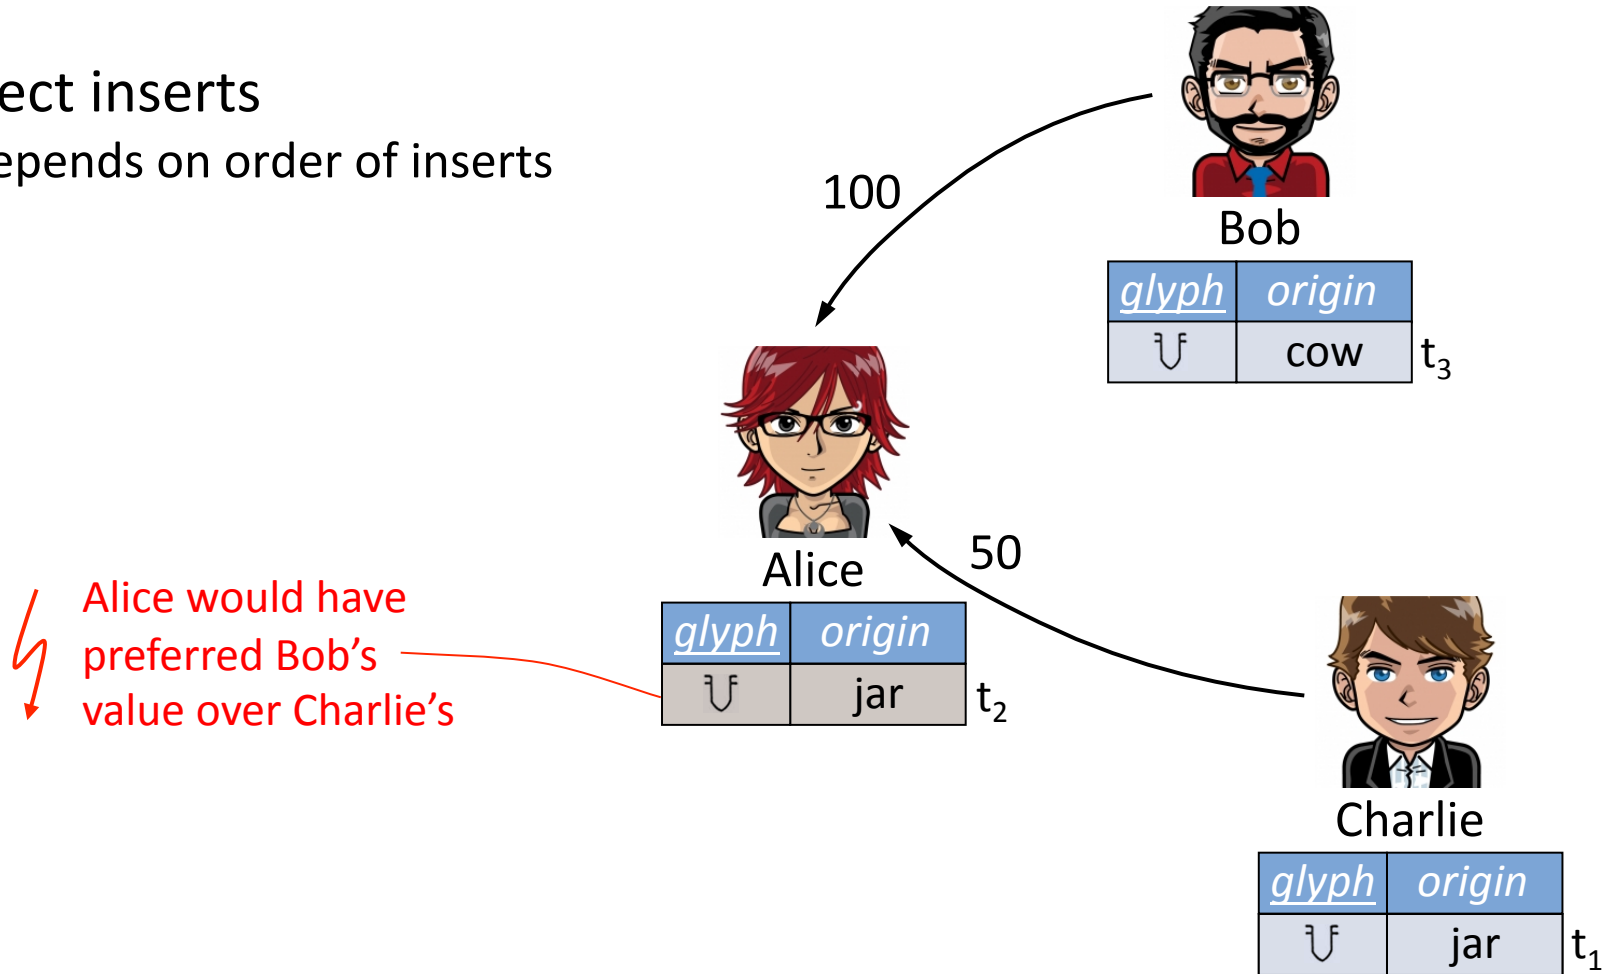 ect inserts
epends on order of inserts
100
Bob
glyph origin
cow t3
Alice
50
glyph origin
jar t2
Alice would have
preferred Bob’s
value over Charlie’s
Charlie
glyph origin
jar t1